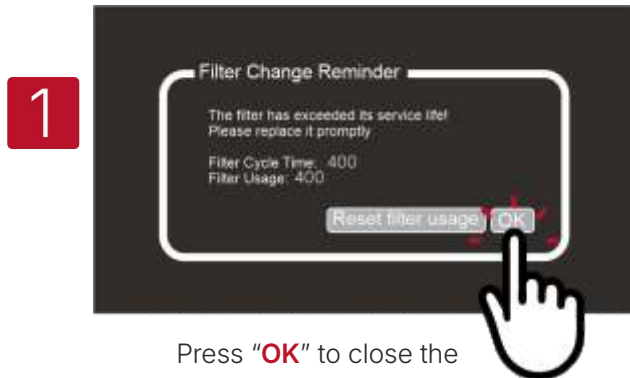 1
Filter Change Reminder
The filter has exceeded its service life!
Please replace it promptly
Filter Cycle Time: 400
Filter Usage: 400
Reset filter usage OK
Press “OK” to close the